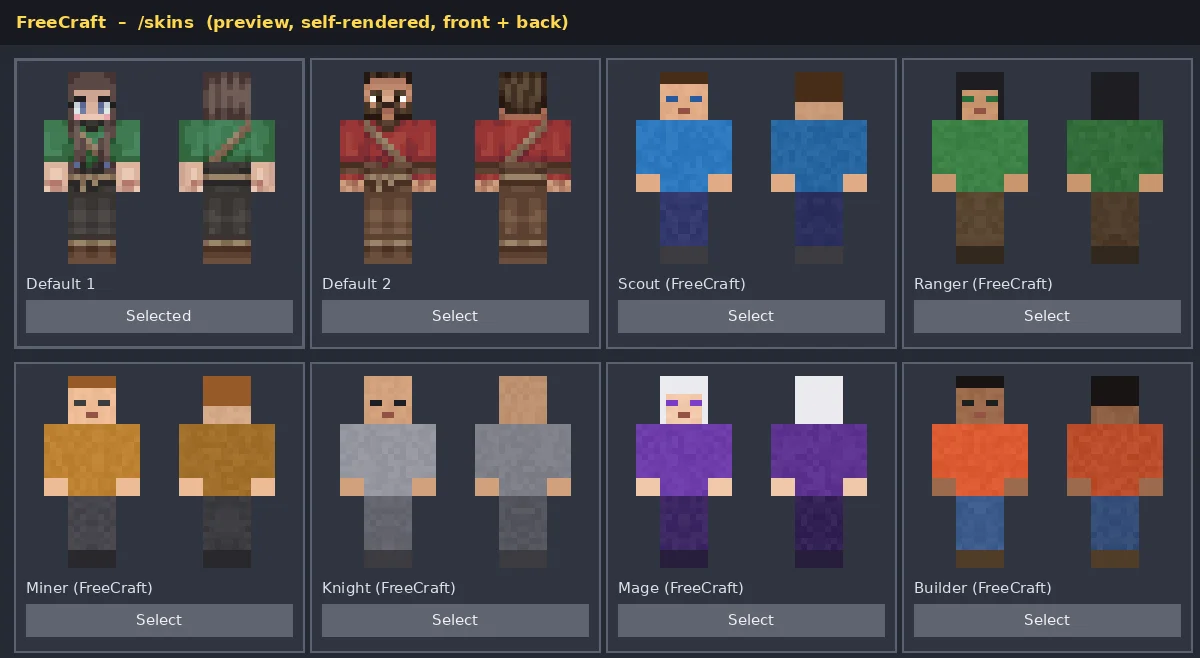 FreeCraft – /skins (preview, self-rendered, front + back)
Default 1
Default 2
Scout (FreeCraft)
Ranger (FreeCraft)
Selected
Select
Select
Select
Miner (FreeCraft)
Knight (FreeCraft)
Mage (FreeCraft)
Builder (FreeCraft)
Select
Select
Select
Select